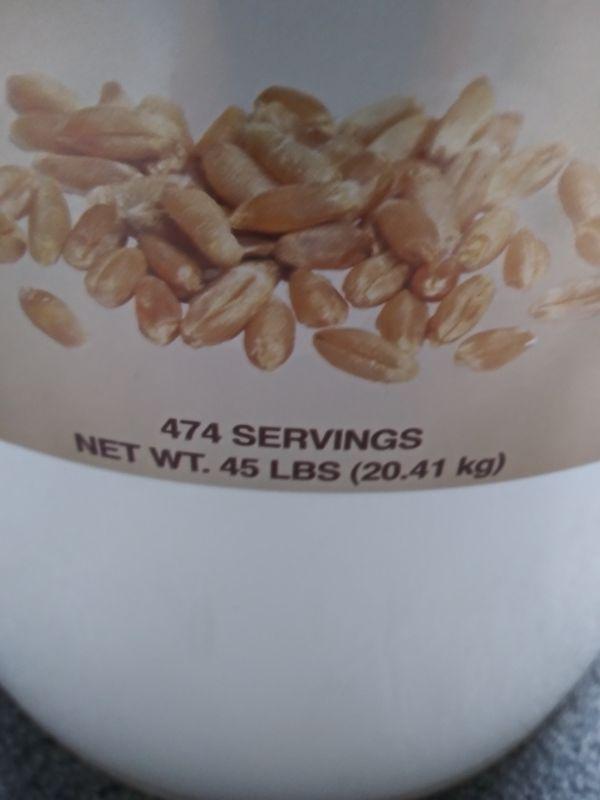 474 SERVINGS
NET WT. 45 LBS (20.41 kg)